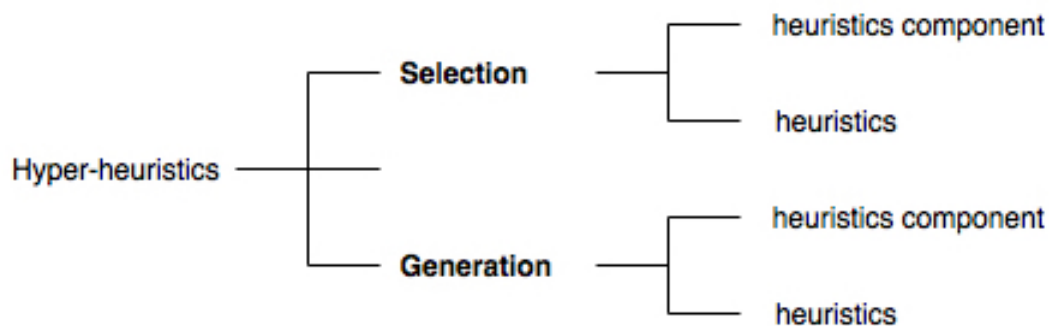 heuristics component
Selection
heuristics
Hyper-heuristics
heuristics component
Generation
heuristics